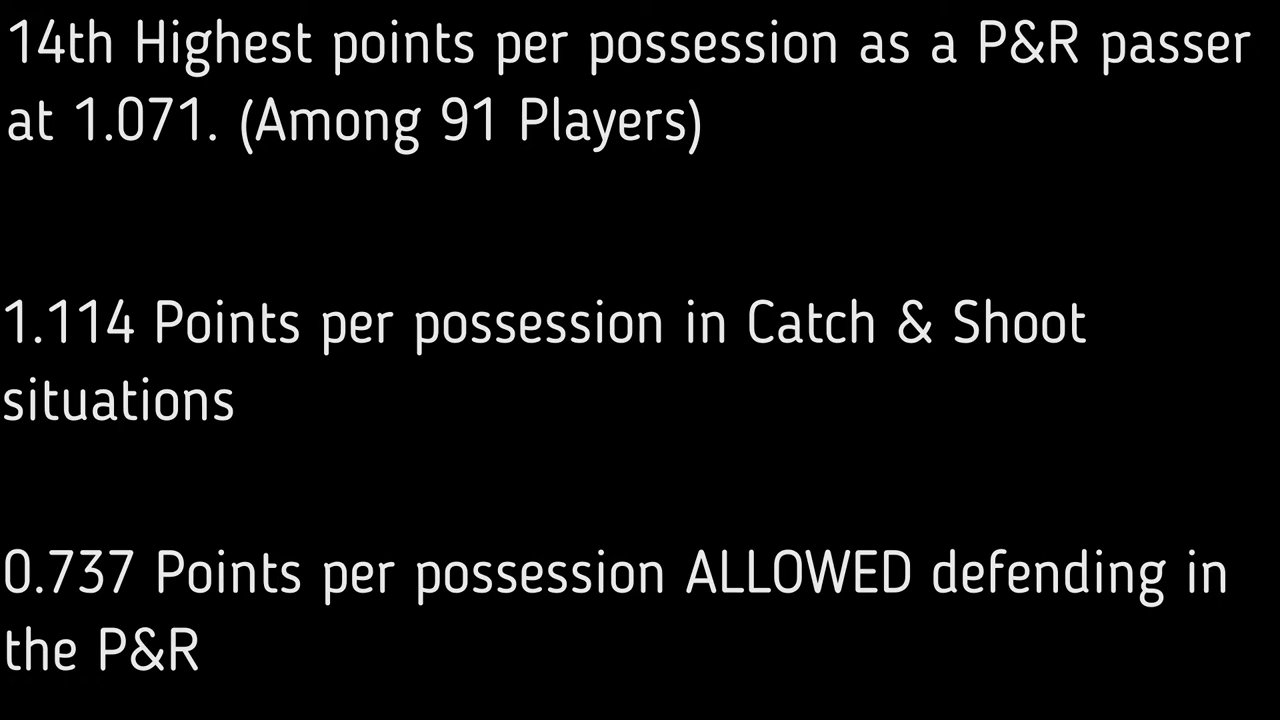 14th Highest points per possession as a P&R passer
at 1.071. (Among 91 Players)
1.114 Points per possession in Catch & Shoot
situations
0.737 Points per possession ALLOWED defending in
the P&R